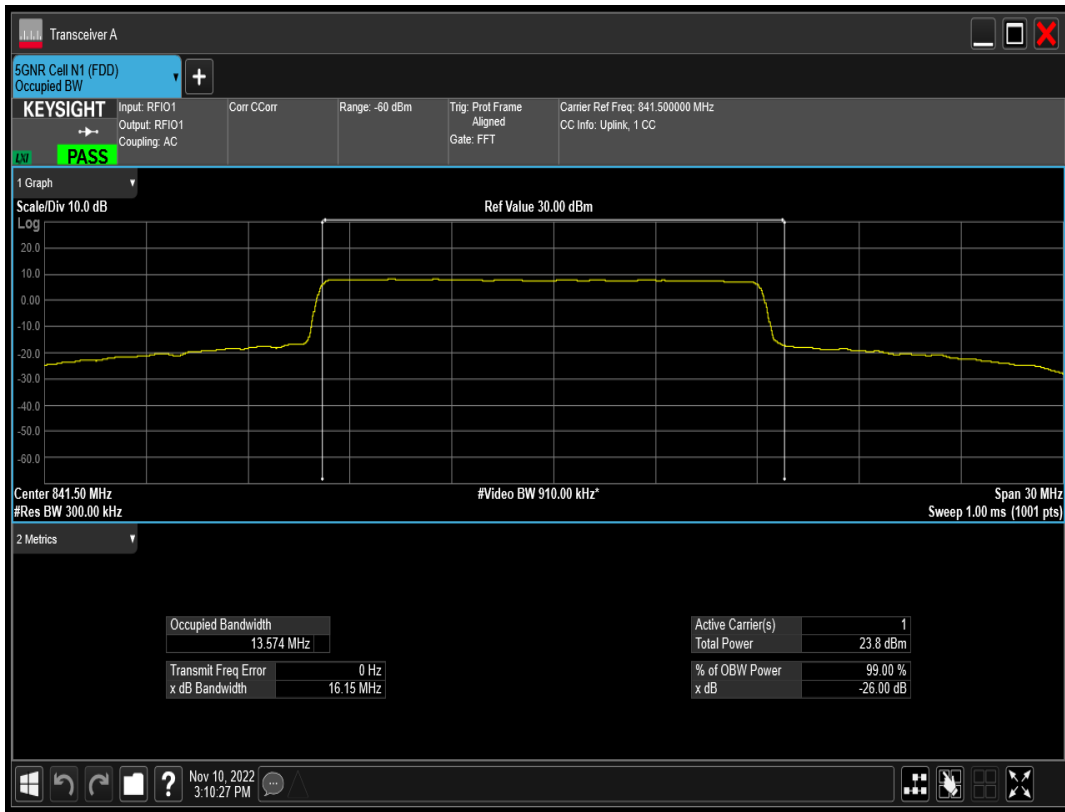 Transceiver A
5GNR Cell N1 (FDD)
Occupied BW
KEYSIGHT
LXI
PASS
Input: RFIO1
Output: RFIO1
Coupling: AC
Corr CCorr
Range: -60 dBm
Trig: Prot Frame
Aligned
Gate: FFT
Carrier Ref Freq: 841.500000 MHz
CC Info: Uplink, 1 CC
1 Graph
Scale/Div 10.0 dB
Ref Value 30.00 dBm
Log
20.0
10.0
0.00
-10.0
-20.0
-30.0
-40.0
-50.0
-60.0
Center 841.50 MHz
#Video BW 910.00 kHz*
Span 30 MHz
#Res BW 300.00 kHz
Sweep 1.00 ms (1001 pts)
2 Metrics
Occupied Bandwidth
13.574 MHz
Transmit Freq Error 0 Hz
x dB Bandwidth 16.15 MHz
Active Carrier(s) 1
Total Power 23.8 dBm
% of OBW Power 99.00 %
x dB -26.00 dB
?
Nov 10, 2022
3:10:27 PM